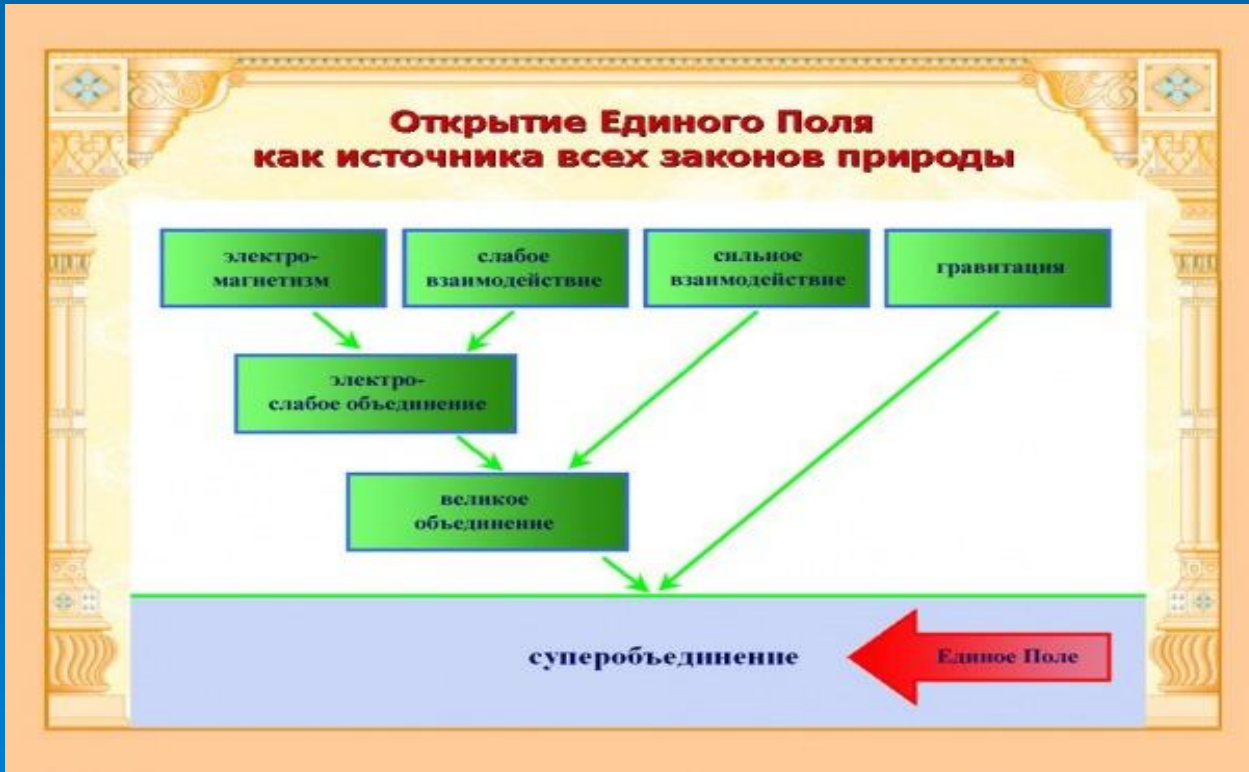 Открытие Единого Поля
как источника всех законов природы
электро-
магнетизм
слабое
взаимодействие
сильное
взаимодействие
гравитация
электро-
слабое объединение
великое
объединение
суперобъединение
Единое Поле